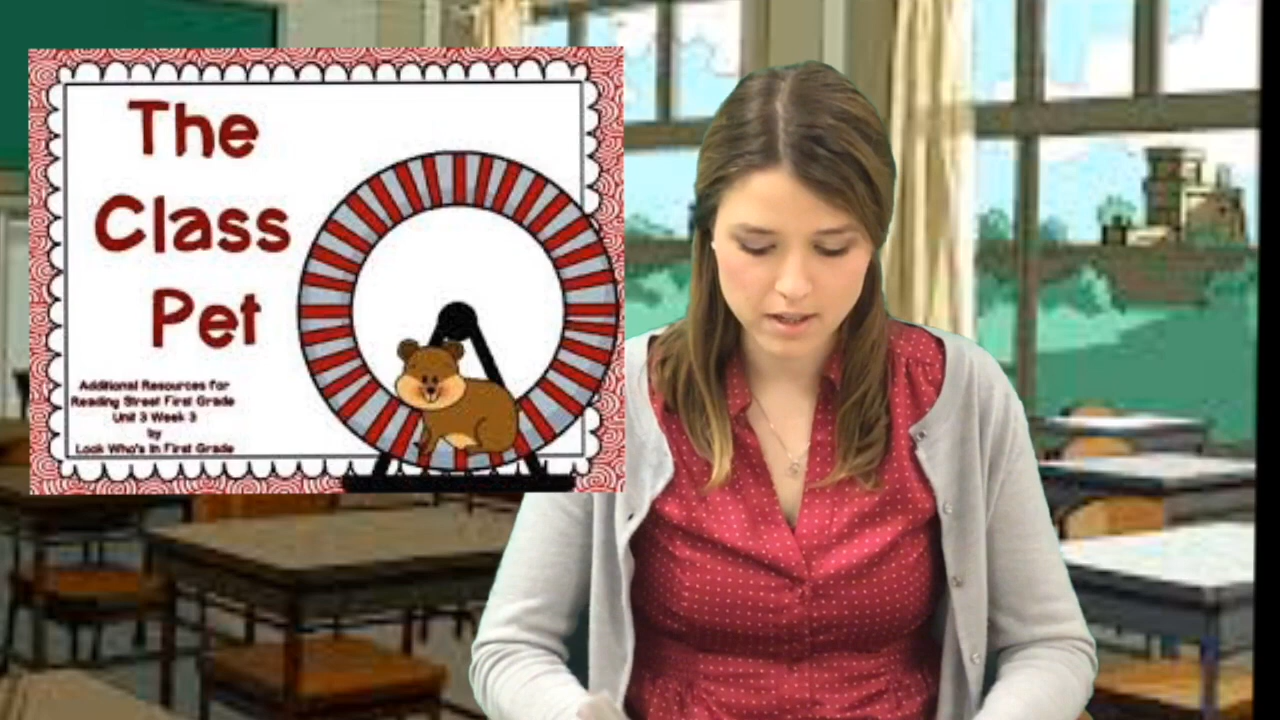 The
Class
Pet
Additional Resources for
Reading Street First Grade
Unit 3 Week 3
by
Look Who's in First Grade